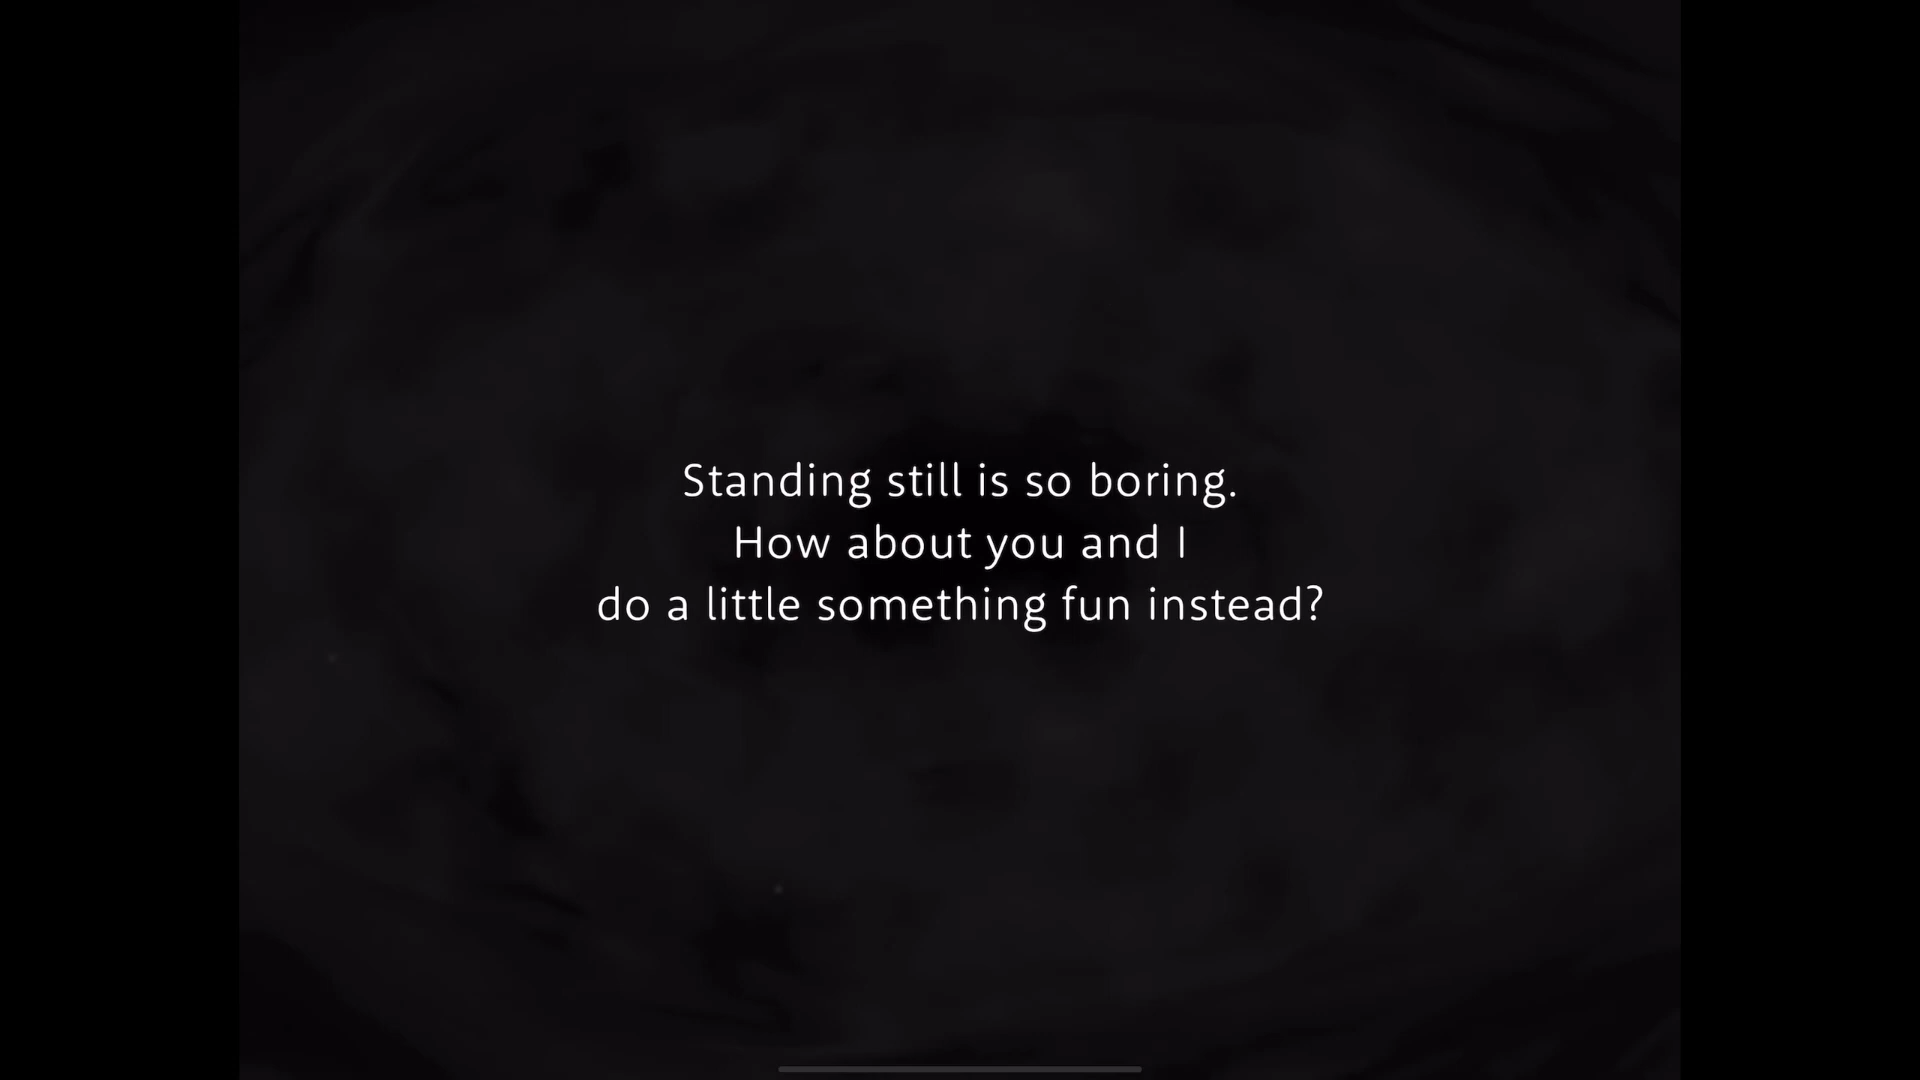 Standing still is so boring.
How about you and I
do a little something fun instead?